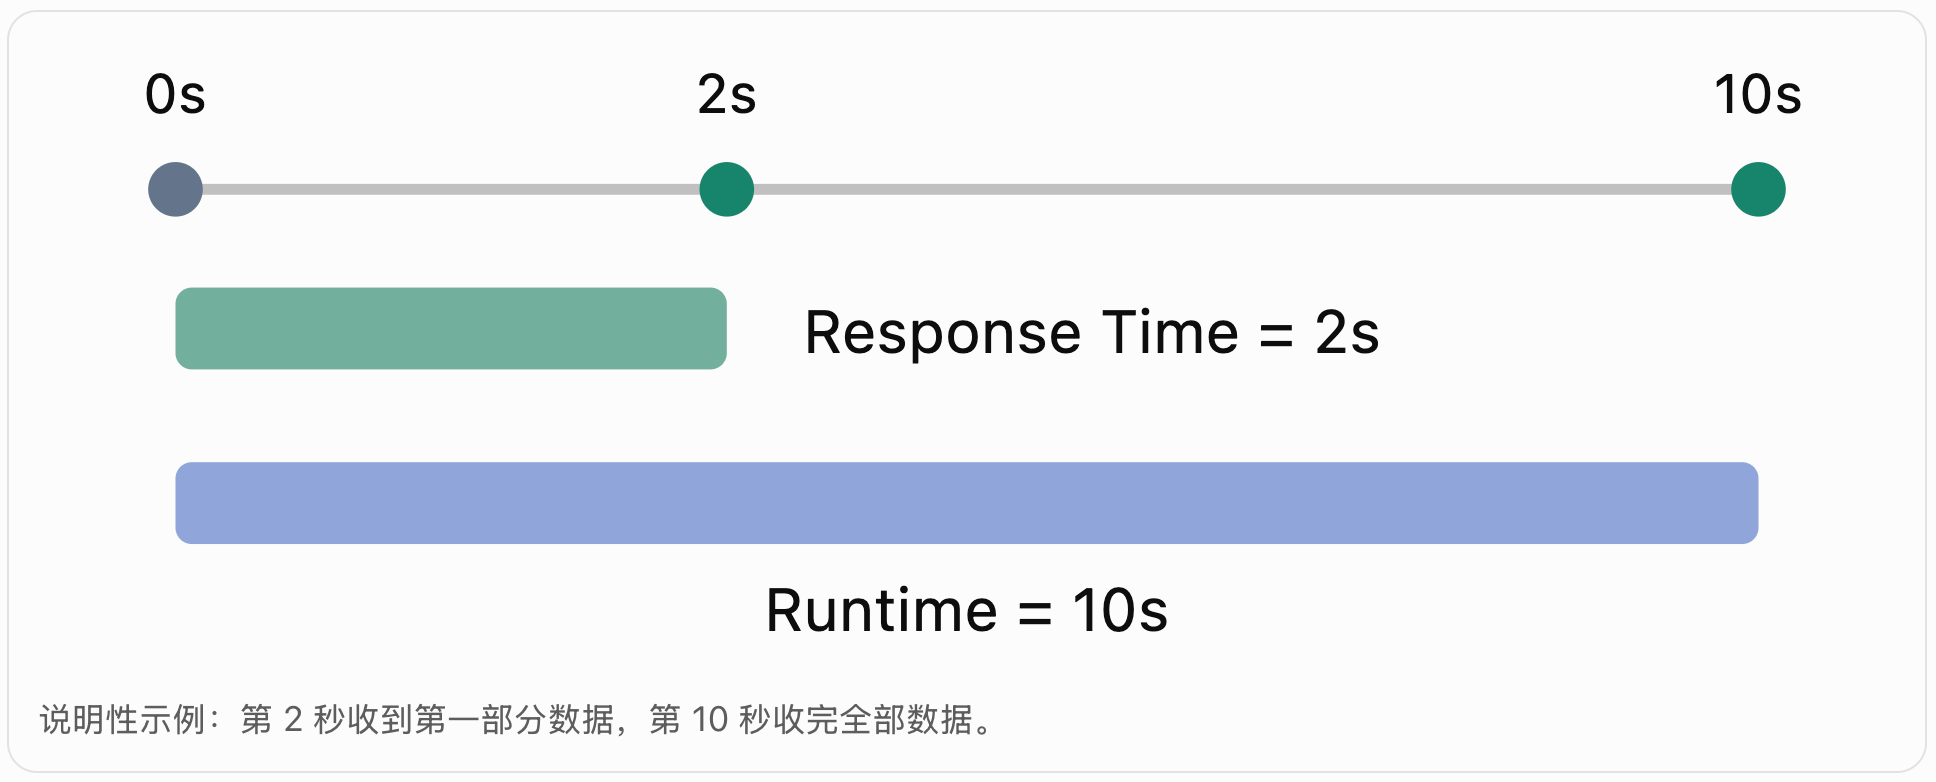 0s 2s 10s
Response Time = 2s
Runtime = 10s
说明性示例：第 2 秒收到第一部分数据，第 10 秒收完全部数据。